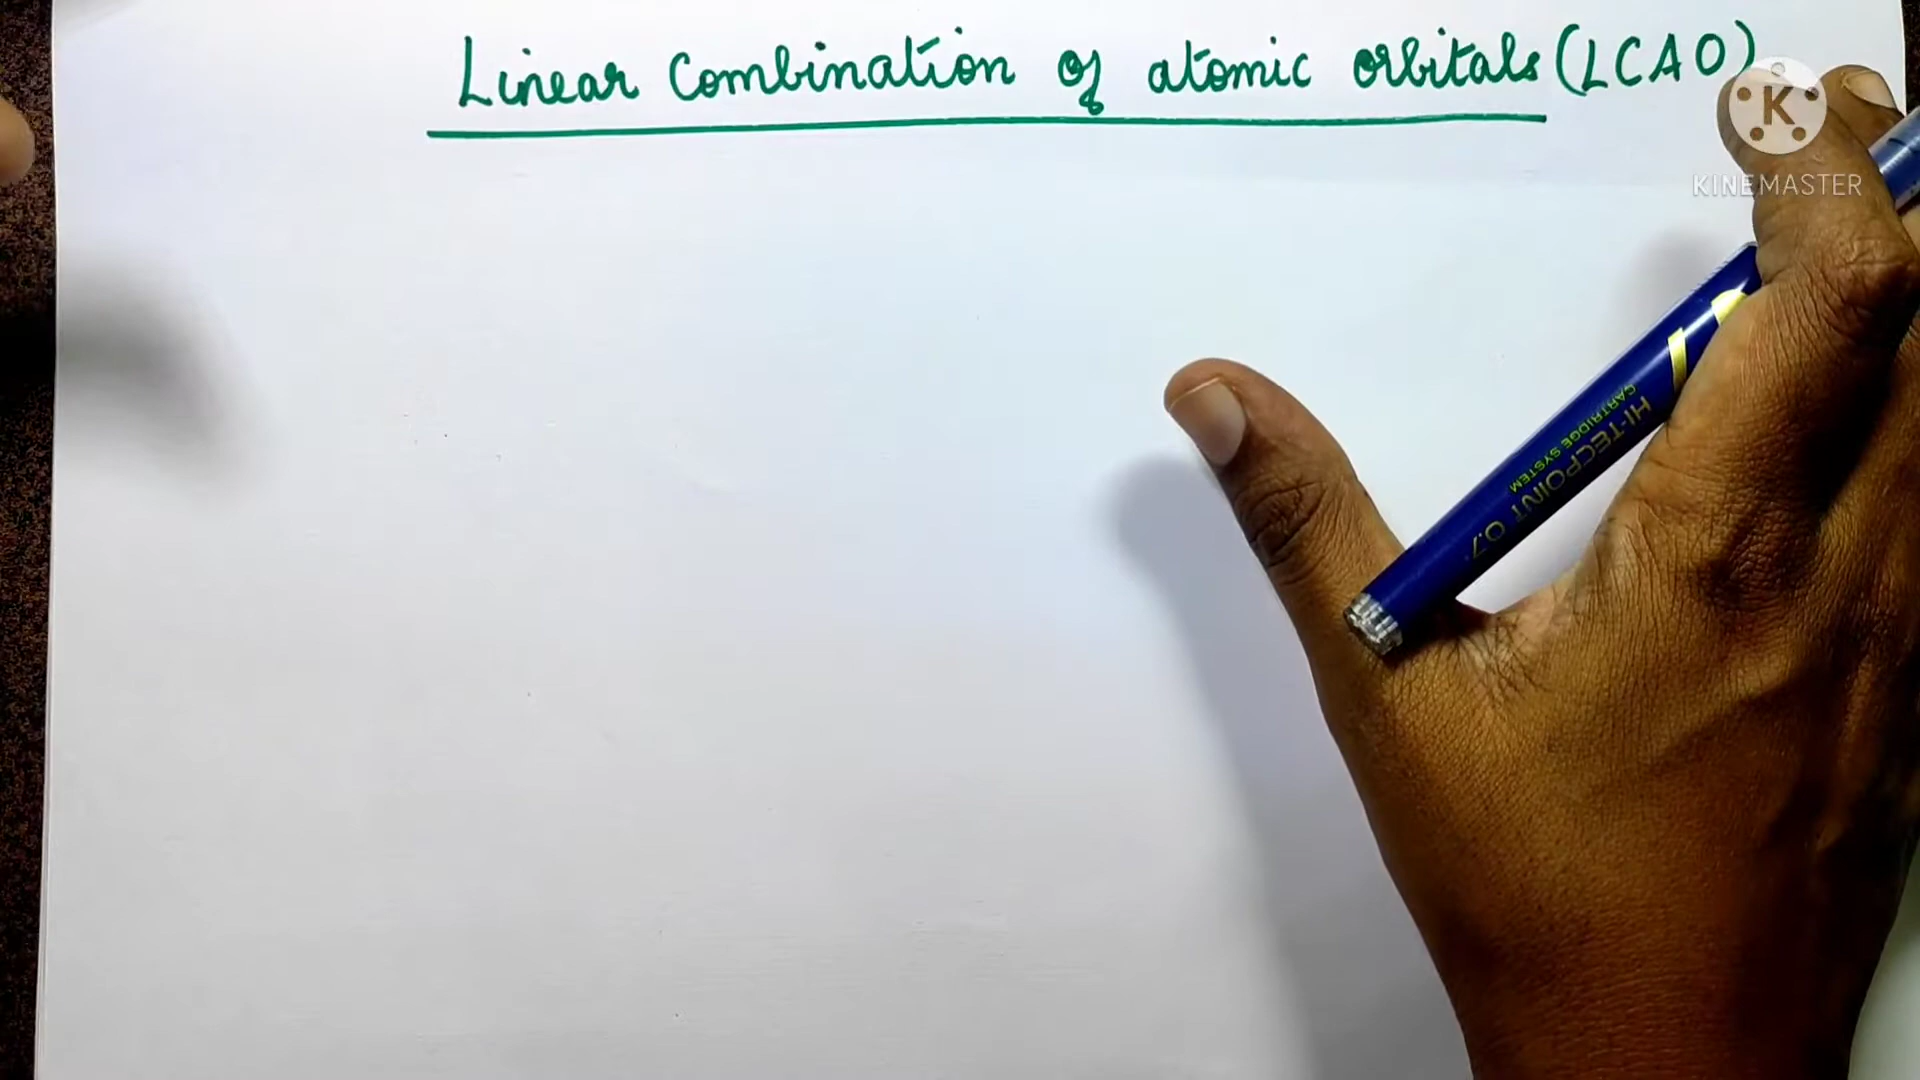 Linear Combination of atomic orbitals (LCAO)
K
KINEMASTER
HI-TECPOINT 0.7
CARTRIDGE SYSTEM